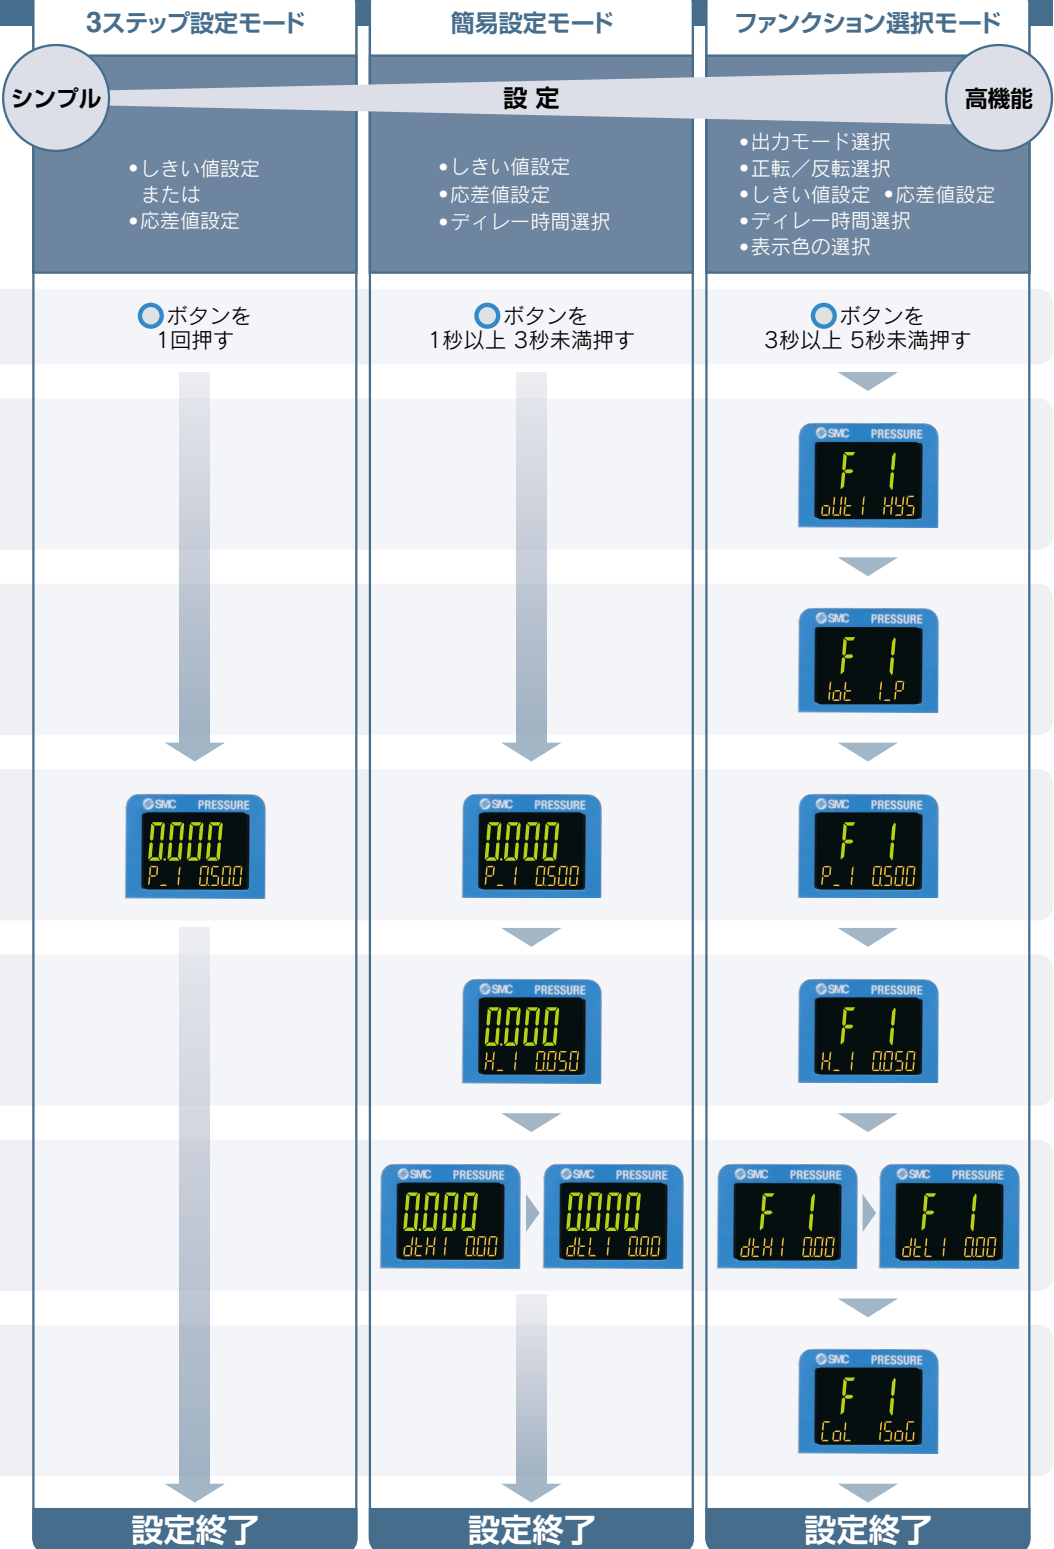 3ステップ設定モード
簡易設定モード
ファンクション選択モード
シンプル
設 定
高機能
•しきい値設定
または
•応差値設定
•しきい値設定
•応差値設定
•ディレー時間選択
•出力モード選択
•正転／反転選択
•しきい値設定 •応差値設定
•ディレー時間選択
•表示色の選択
ボタンを
1回押す
ボタンを
1秒以上 3秒未満押す
ボタンを
3秒以上 5秒未満押す
SMC PRESSURE
F 1
oUt1 HYS
SMC PRESSURE
F 1
1ot 1_P
SMC PRESSURE
0.000
P_1 0.500
SMC PRESSURE
0.000
P_1 0.500
SMC PRESSURE
F 1
P_1 0.500
SMC PRESSURE
0.000
H_1 0.050
SMC PRESSURE
F 1
H_1 0.050
SMC PRESSURE
0.000
dtH1 0.00
SMC PRESSURE
0.000
dtL1 0.00
SMC PRESSURE
F 1
dtH1 0.00
SMC PRESSURE
F 1
dtL1 0.00
SMC PRESSURE
F 1
CoL 1SoG
設定終了
設定終了
設定終了